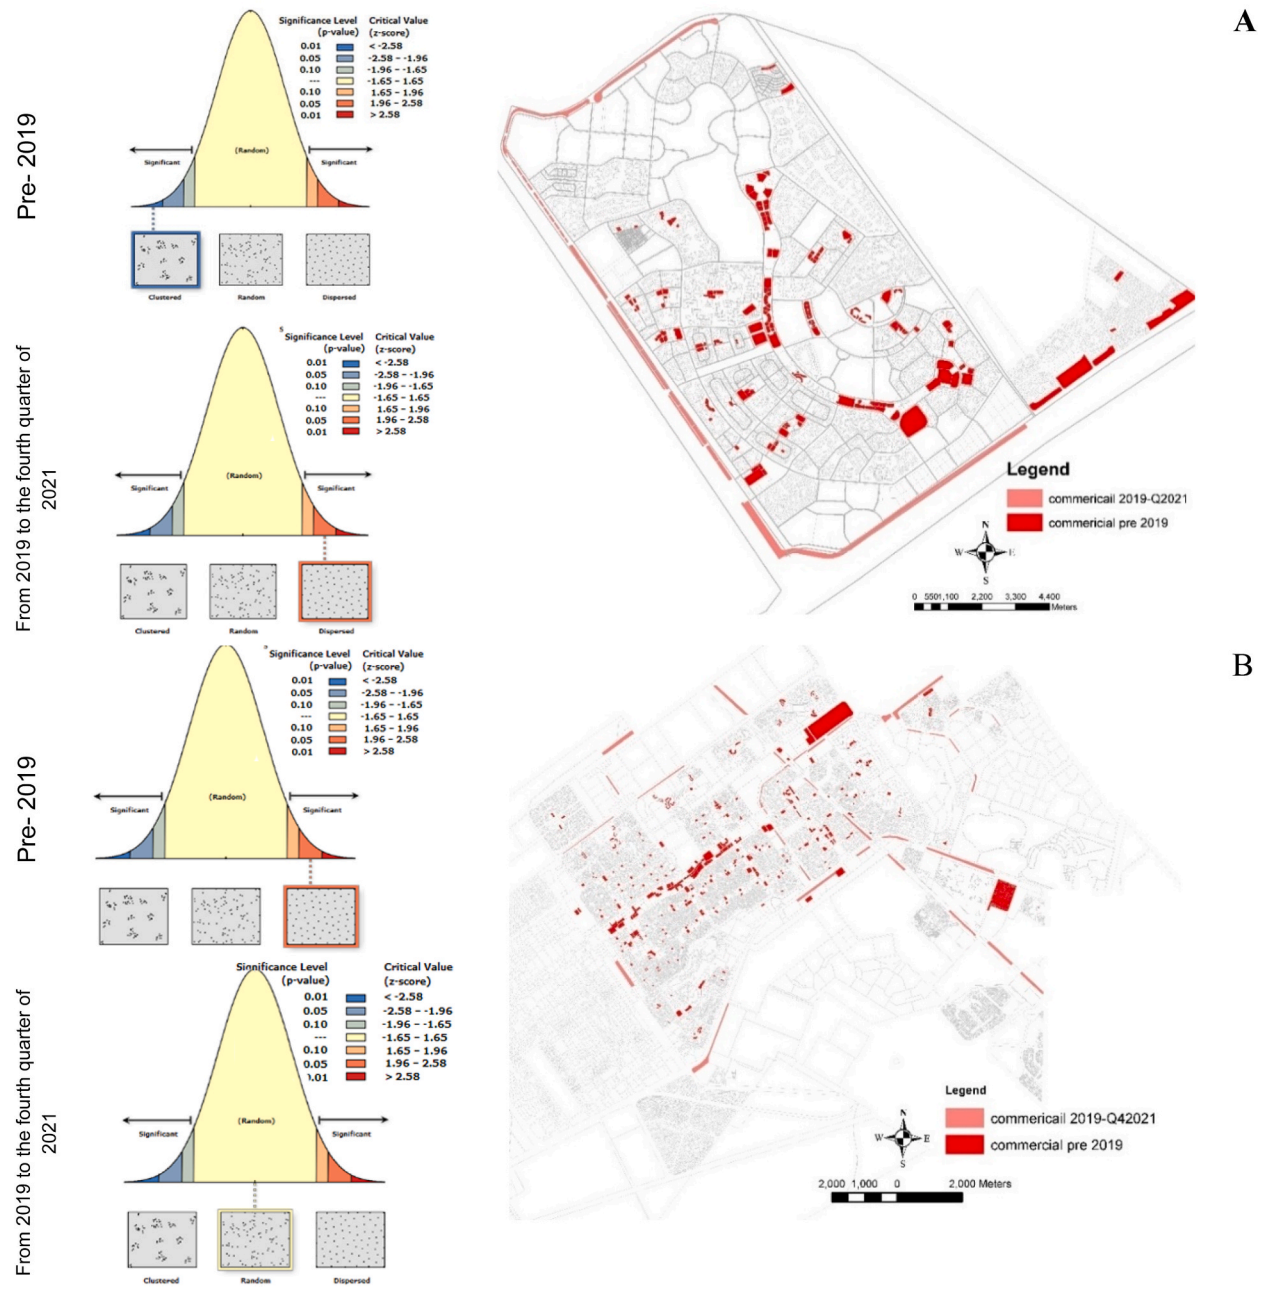 A
Pre- 2019
Significance Level Critical Value
(p-value) (z-score)
0.01 < -2.58
0.05 -2.58 – -1.96
0.10 -1.96 – -1.65
--- -1.65 – 1.65
0.10 1.65 – 1.96
0.05 1.96 – 2.58
0.01 > 2.58
Significant (Random) Significant
Clustered Random Dispersed
From 2019 to the fourth quarter of
2021
Significance Level Critical Value
(p-value) (z-score)
0.01 < -2.58
0.05 -2.58 – -1.96
0.10 -1.96 – -1.65
--- -1.65 – 1.65
0.10 1.65 – 1.96
0.05 1.96 – 2.58
0.01 > 2.58
Significant (Random) Significant
Clustered Random Dispersed
Legend
commericail 2019-Q2021
commericial pre 2019
N
W E
S
0 5501,100 2,200 3,300 4,400
Meters
B
Pre- 2019
Significance Level Critical Value
(p-value) (z-score)
0.01 < -2.58
0.05 -2.58 – -1.96
0.10 -1.96 – -1.65
--- -1.65 – 1.65
0.10 1.65 – 1.96
0.05 1.96 – 2.58
0.01 > 2.58
Significant (Random) Significant
From 2019 to the fourth quarter of
2021
Significance Level Critical Value
(p-value) (z-score)
0.01 < -2.58
0.05 -2.58 – -1.96
0.10 -1.96 – -1.65
--- -1.65 – 1.65
0.10 1.65 – 1.96
0.05 1.96 – 2.58
.01 > 2.58
Significant (Random) Significant
Clustered Random Dispersed
Legend
commericail 2019-Q42021
commercial pre 2019
N
W E
S
2,000 1,000 0 2,000 Meters